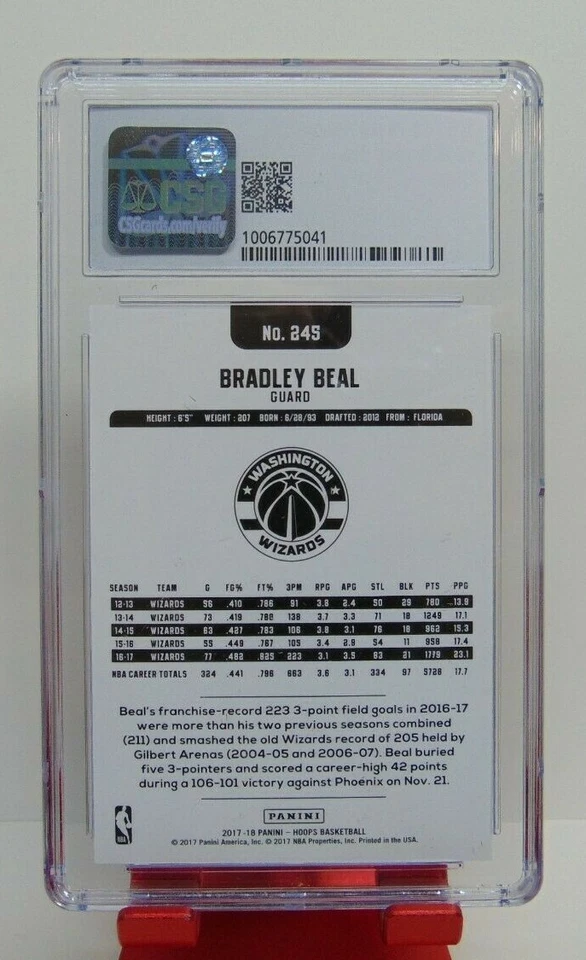 CSG
CSGcards.com/verify
1006775041
No. 245
BRADLEY BEAL
GUARD
HEIGHT : 6'5" WEIGHT : 207 BORN : 6/28/93 DRAFTED : 2012 FROM : FLORIDA
WASHINGTON
WIZARDS
SEASON TEAM G FG% FT% 3PM RPG APG STL BLK PTS PPG
12-13 WIZARDS 56 .410 .786 91 3.8 2.4 50 29 780 13.9
13-14 WIZARDS 73 .419 .788 138 3.7 3.3 71 18 1249 17.1
14-15 WIZARDS 63 .427 .783 106 3.8 3.1 76 18 962 15.3
15-16 WIZARDS 55 .449 .767 105 3.4 2.9 54 11 958 17.4
16-17 WIZARDS 77 .482 .825 223 3.1 3.5 83 21 1779 23.1
NBA CAREER TOTALS 324 .441 .796 663 3.6 3.1 334 97 5728 17.7
Beal's franchise-record 223 3-point field goals in 2016-17
were more than his two previous seasons combined
(211) and smashed the old Wizards record of 205 held by
Gilbert Arenas (2004-05 and 2006-07). Beal buried
five 3-pointers and scored a career-high 42 points
during a 106-101 victory against Phoenix on Nov. 21.
PANINI
NBA
2017-18 PANINI – HOOPS BASKETBALL
© 2017 Panini America, Inc. © 2017 NBA Properties, Inc. Printed in the USA.